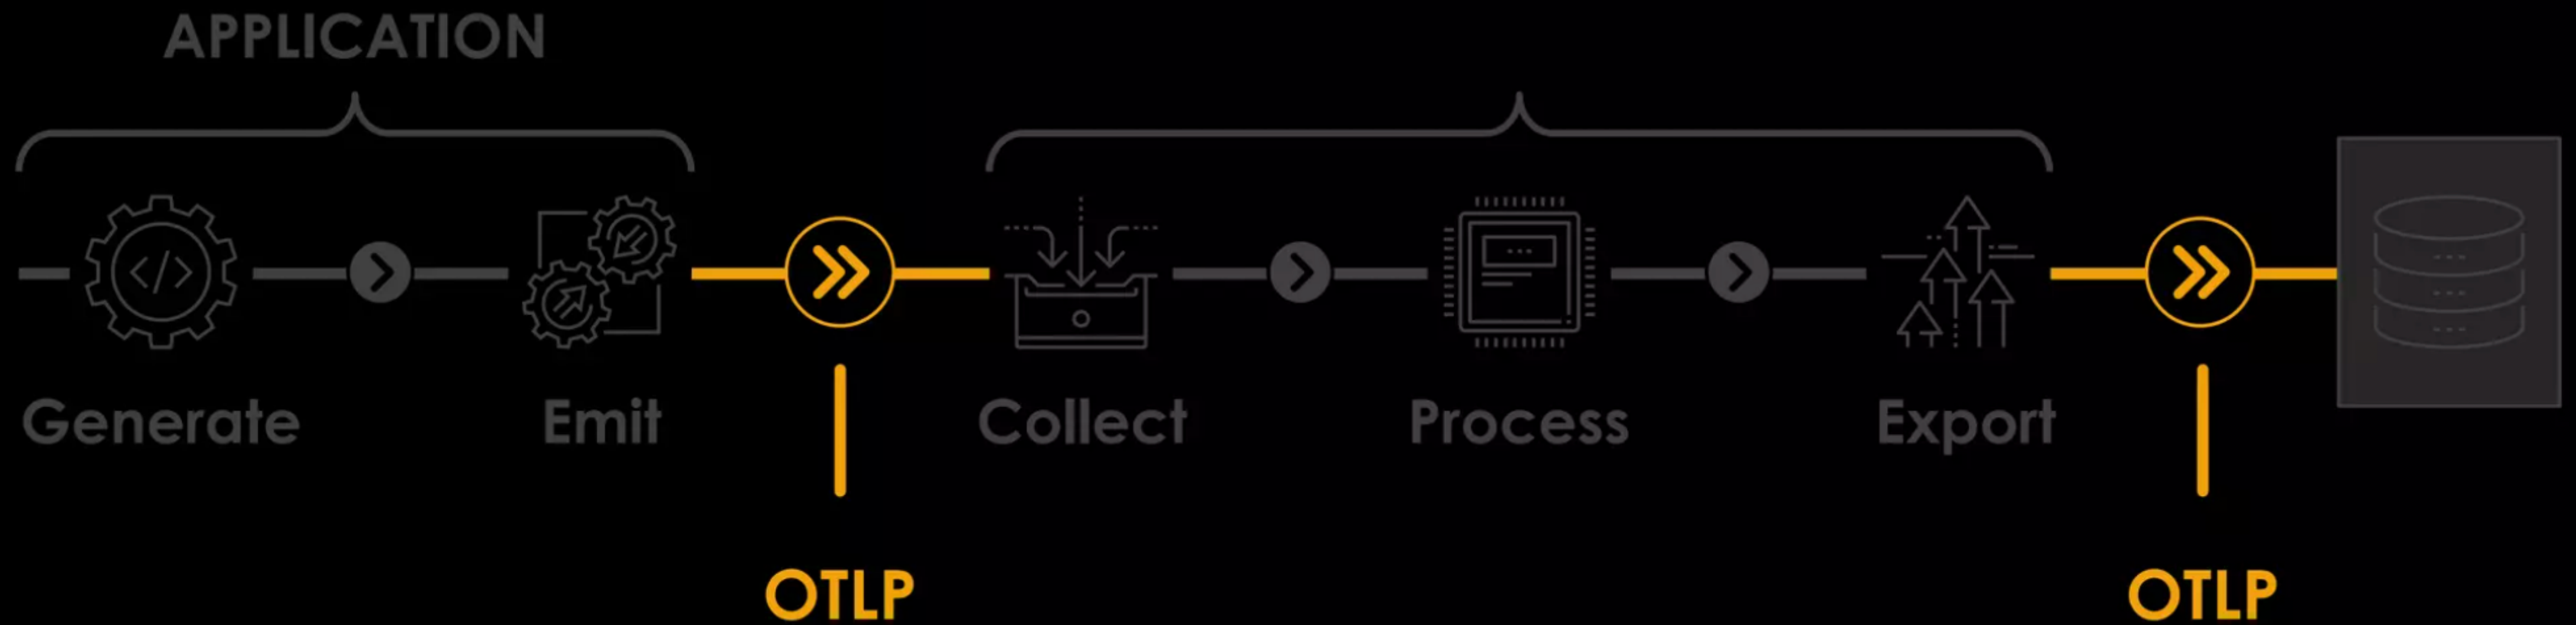 APPLICATION
Generate
Emit
Collect
Process
Export
OTLP
OTLP